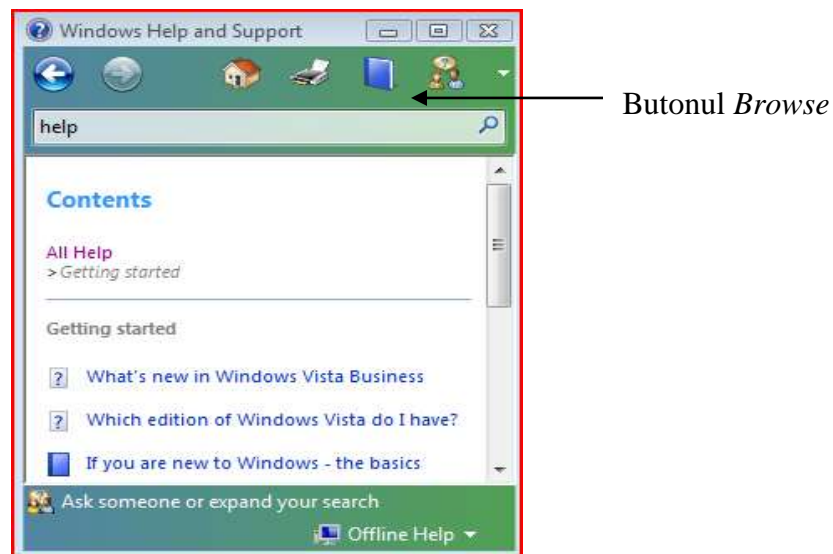 Windows Help and Support
Butonul Browse
help
Contents
All Help
> Getting started
Getting started
? What's new in Windows Vista Business
? Which edition of Windows Vista do I have?
If you are new to Windows - the basics
Ask someone or expand your search
Offline Help